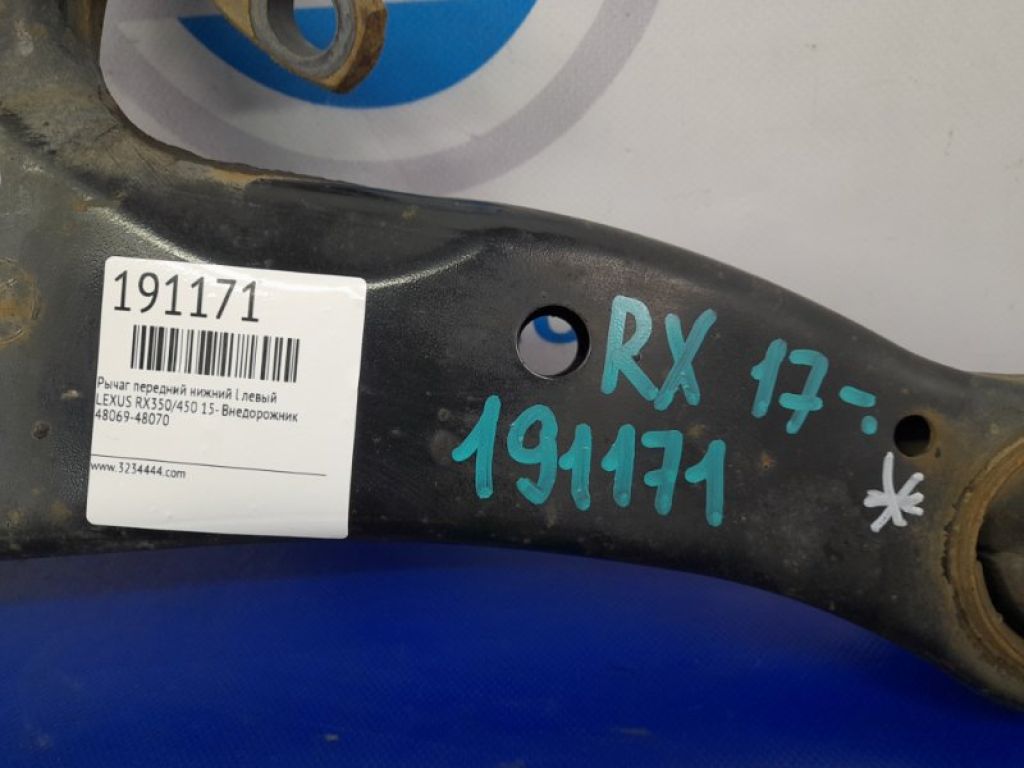 191171
Рычаг передний нижний l левый
LEXUS RX350/450 15- Внедорожник
48069-48070
www.3234444.com
RX 17-
191171
*